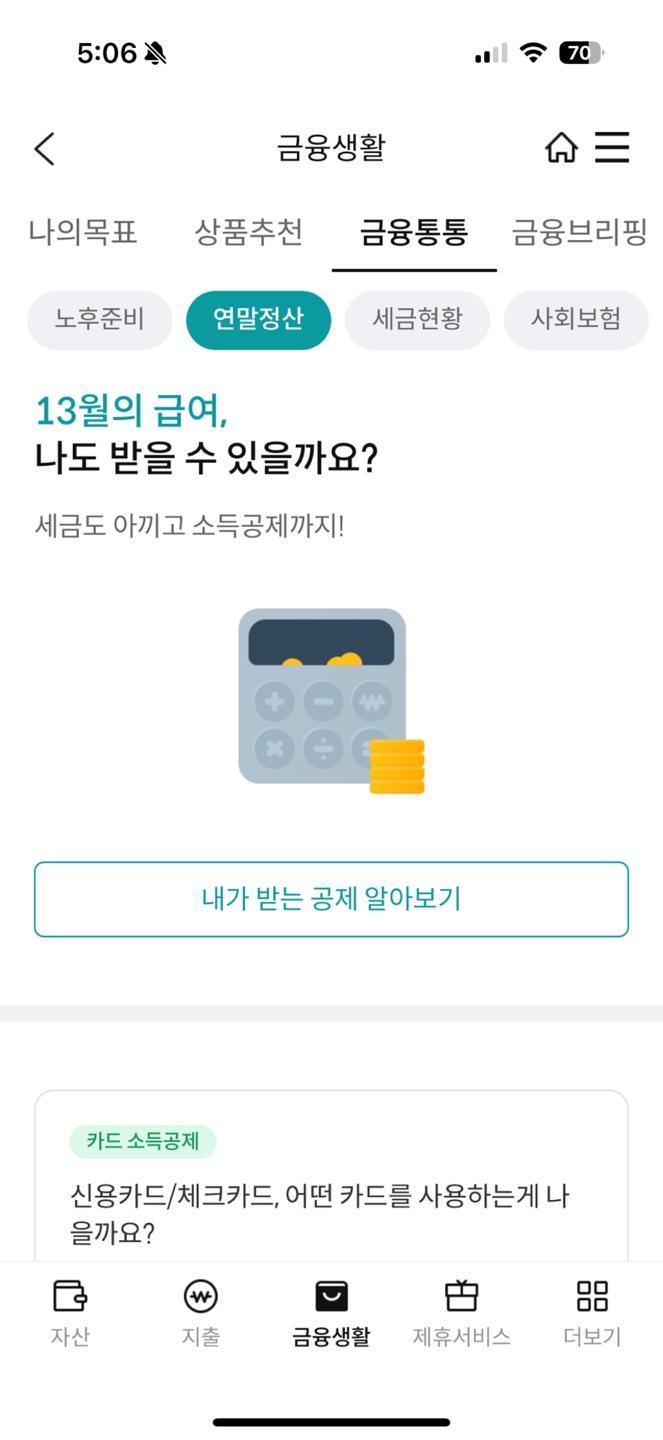 5:06
70
금융생활
나의목표 상품추천 금융통통 금융브리핑
노후준비 연말정산 세금현황 사회보험
13월의 급여,
나도 받을 수 있을까요?
세금도 아끼고 소득공제까지!
내가 받는 공제 알아보기
카드 소득공제
신용카드/체크카드, 어떤 카드를 사용하는게 나
을까요?
자산 지출 금융생활 제휴서비스 더보기